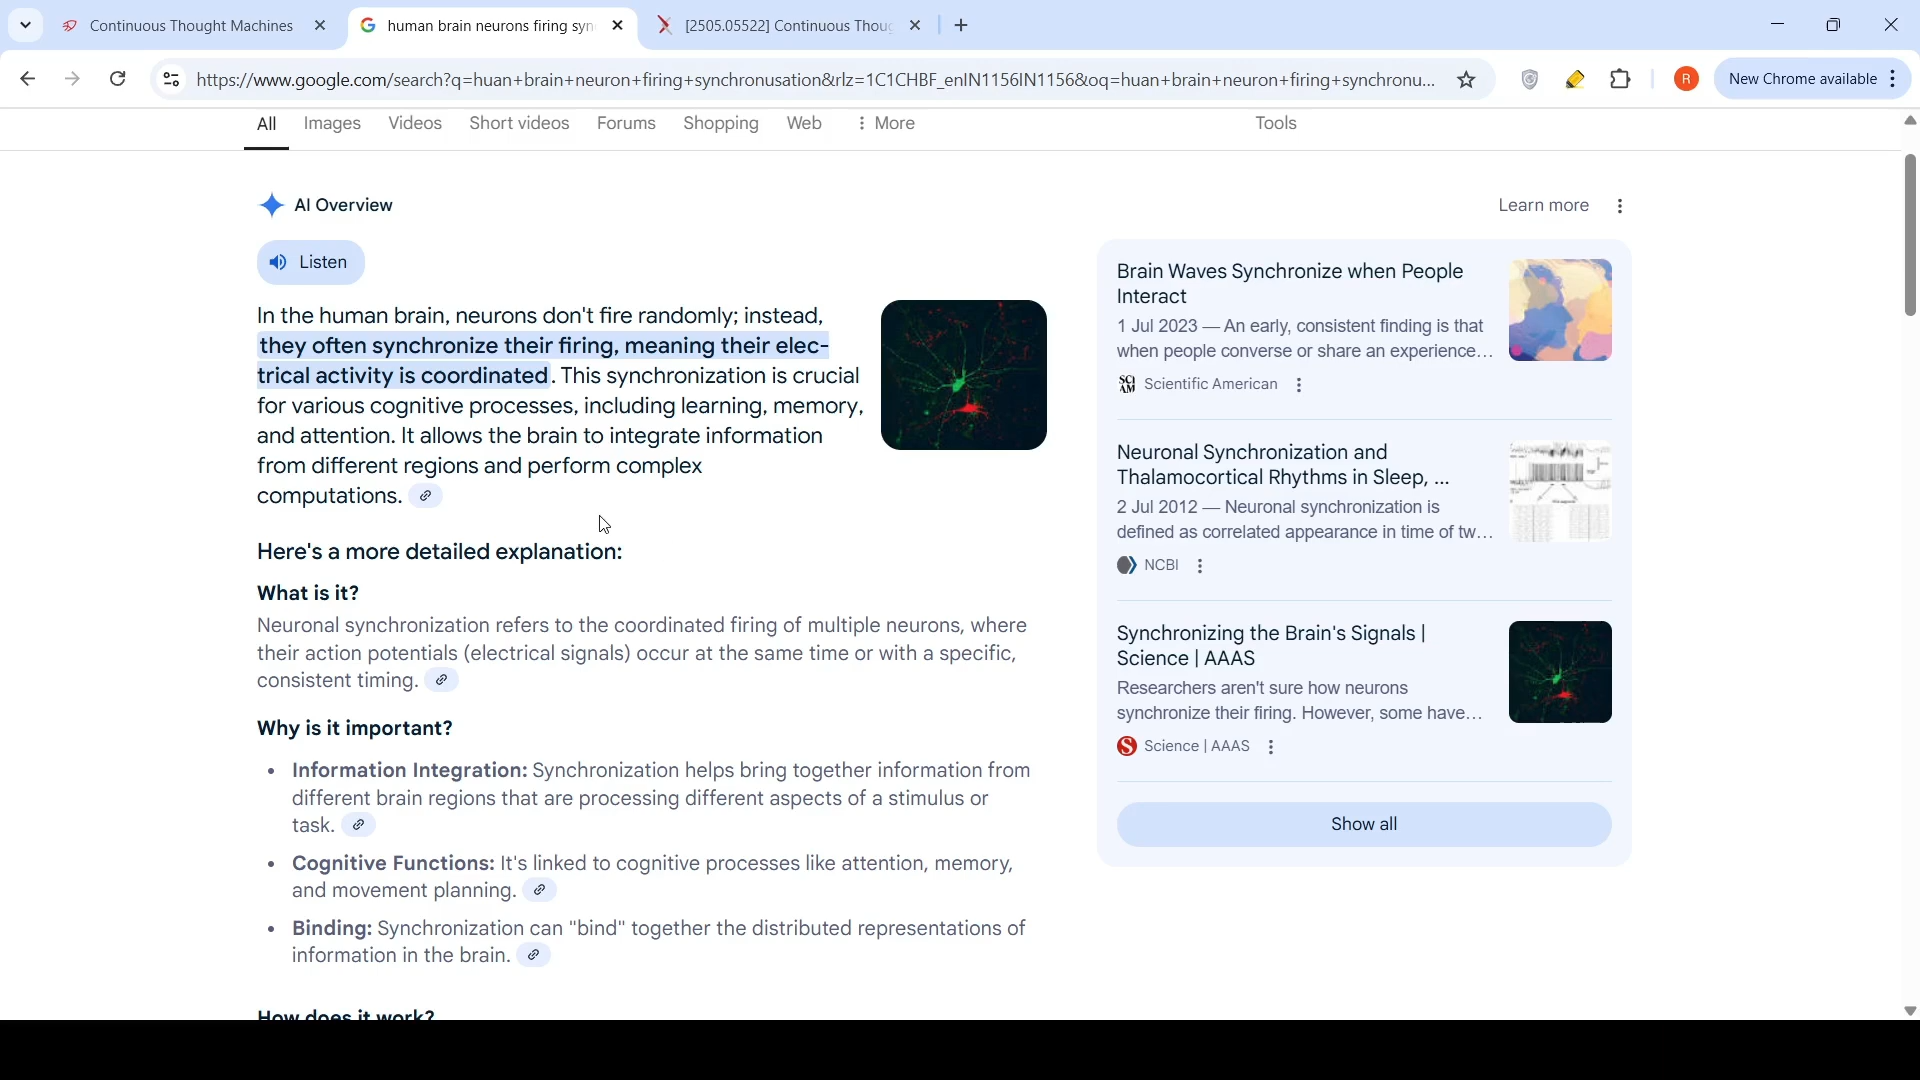 Continuous Thought Machines
human brain neurons firing syn
[2505.05522] Continuous Thoug
https://www.google.com/search?q=huan+brain+neuron+firing+synchronusation&rlz=1C1CHBF_enIN1156IN1156&oq=huan+brain+neuron+firing+synchronu...
R
New Chrome available
All Images Videos Short videos Forums Shopping Web More Tools
AI Overview
Learn more
Listen
In the human brain, neurons don't fire randomly; instead,
they often synchronize their firing, meaning their elec-
trical activity is coordinated. This synchronization is crucial
for various cognitive processes, including learning, memory,
and attention. It allows the brain to integrate information
from different regions and perform complex
computations.
Here's a more detailed explanation:
What is it?
Neuronal synchronization refers to the coordinated firing of multiple neurons, where
their action potentials (electrical signals) occur at the same time or with a specific,
consistent timing.
Why is it important?
• Information Integration: Synchronization helps bring together information from
different brain regions that are processing different aspects of a stimulus or
task.
• Cognitive Functions: It's linked to cognitive processes like attention, memory,
and movement planning.
• Binding: Synchronization can "bind" together the distributed representations of
information in the brain.
How does it work?
Brain Waves Synchronize when People
Interact
1 Jul 2023 — An early, consistent finding is that
when people converse or share an experience...
SCI AM Scientific American
Neuronal Synchronization and
Thalamocortical Rhythms in Sleep, ...
2 Jul 2012 — Neuronal synchronization is
defined as correlated appearance in time of tw...
NCBI
Synchronizing the Brain's Signals |
Science | AAAS
Researchers aren't sure how neurons
synchronize their firing. However, some have...
S Science | AAAS
Show all